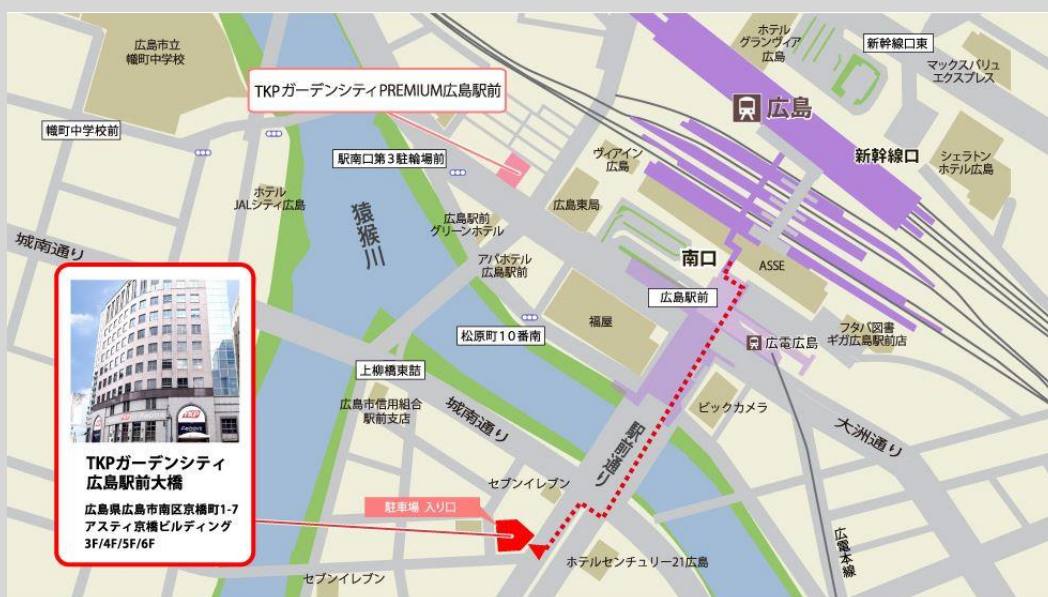 広島市立
幟町中学校
幟町中学校前
TKPガーデンシティPREMIUM広島駅前
駅南口第3駐輪場前
ホテル
JALシティ広島
猿猴川
広島駅前
グリーンホテル
アパホテル
広島駅前
ヴィアイン
広島
広島東局
ホテル
グランヴィア
広島
新幹線口東
マックスバリュ
エクスプレス
広島
新幹線口
シェラトン
ホテル広島
南口
ASSE
広島駅前
福屋
広電広島
フタバ図書
ギガ広島駅前店
城南通り
松原町10番南
上柳橋東詰
広島市信用組合
駅前支店
城南通り
ビックカメラ
大洲通り
駅前通り
セブンイレブン
駐車場 入り口
ホテルセンチュリー21広島
セブンイレブン
広電本線
TKP
TKPガーデンシティ
広島駅前大橋
広島県広島市南区京橋町1-7
アスティ京橋ビルディング
3F/4F/5F/6F